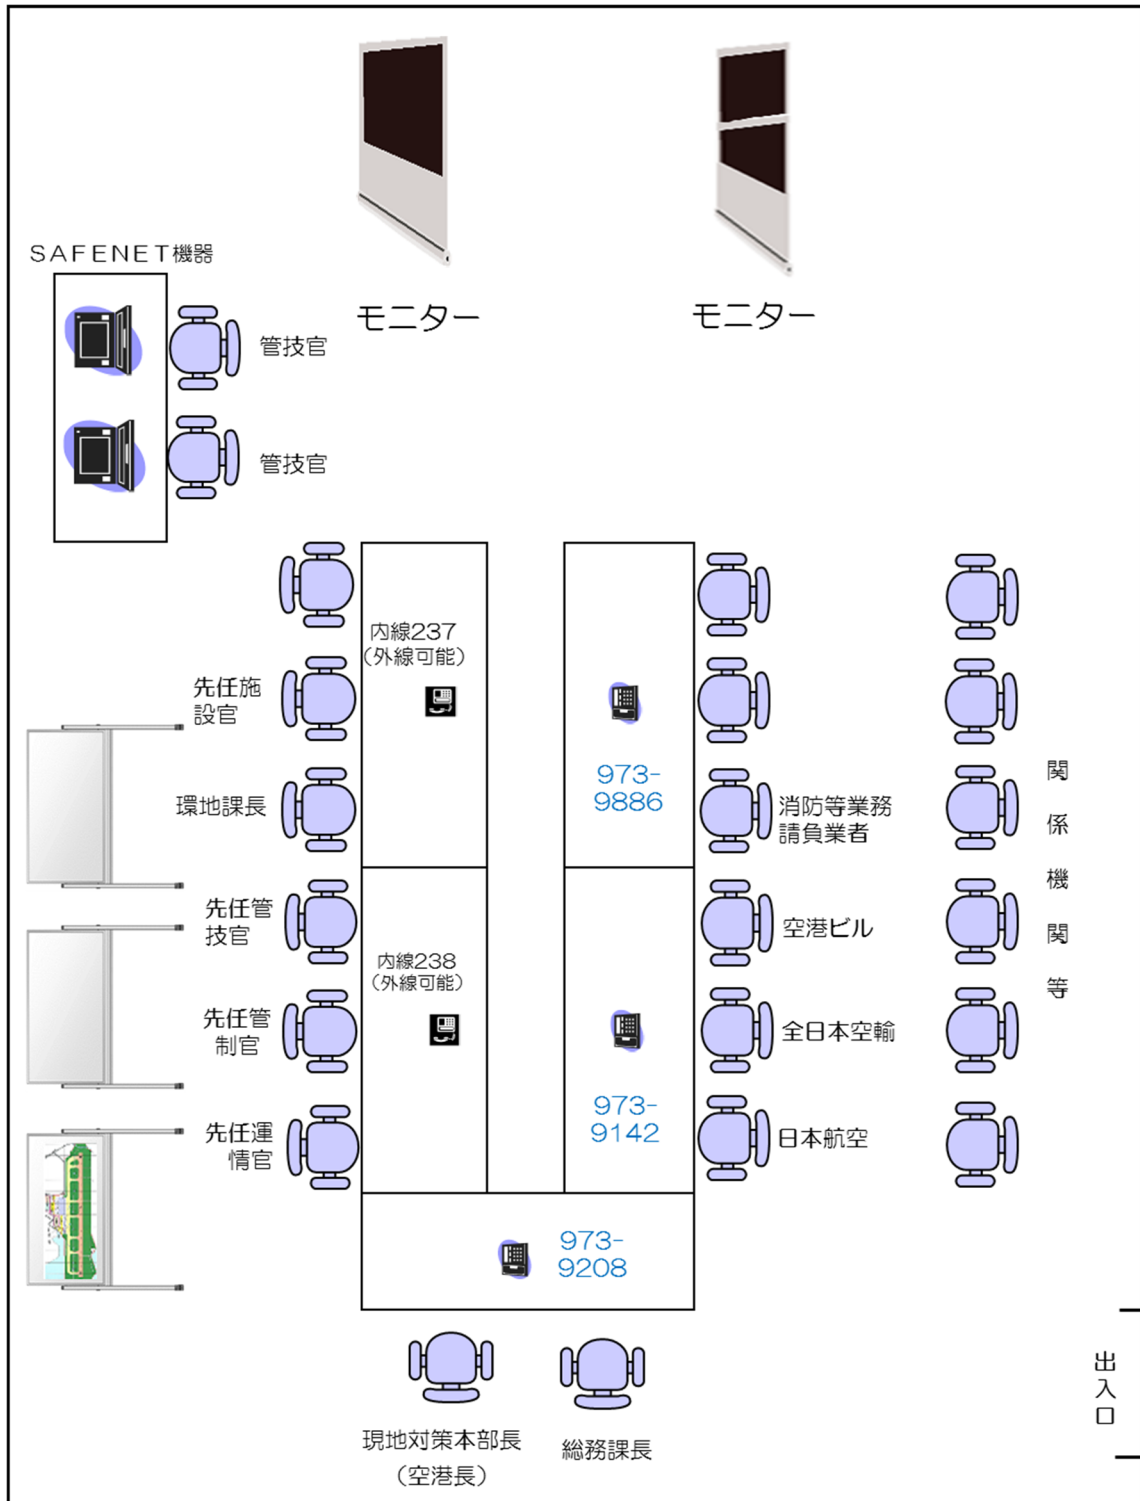 SAFENET機器
モニター
モニター
管技官
管技官
内線237
(外線可能)
先任施
設官
973-
9886
環地課長
消防等業務
請負業者
関係機関等
先任管
技官
空港ビル
内線238
(外線可能)
先任管
制官
全日本空輸
973-
9142
先任運
情官
日本航空
973-
9208
出入口
現地対策本部長
(空港長)
総務課長